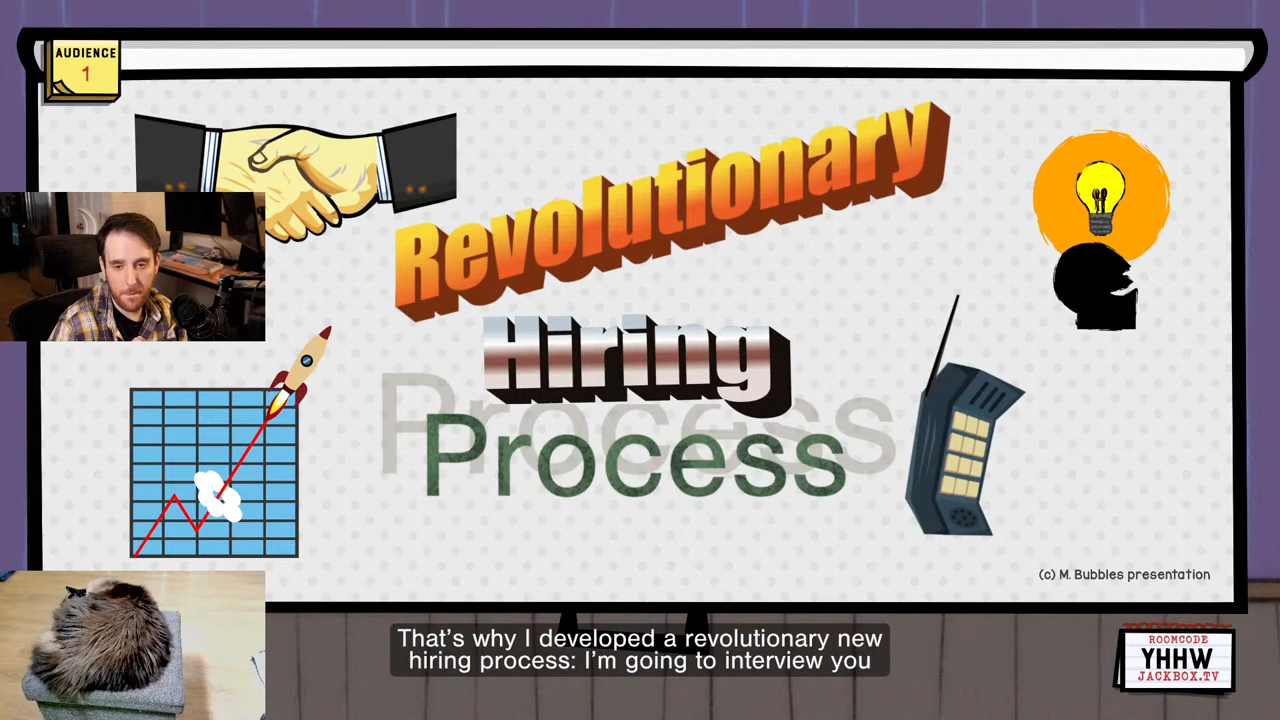 AUDIENCE
1
Revolutionary
Hiring
Process
Process
(c) M. Bubbles presentation
That's why I developed a revolutionary new
hiring process: I'm going to interview you
ROOMCODE
YHHW
JACKBOX.TV